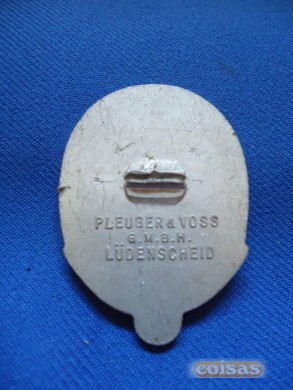 PLEUGER & VOSS
G.M.B.H.
LÜDENSCHEID
coisas